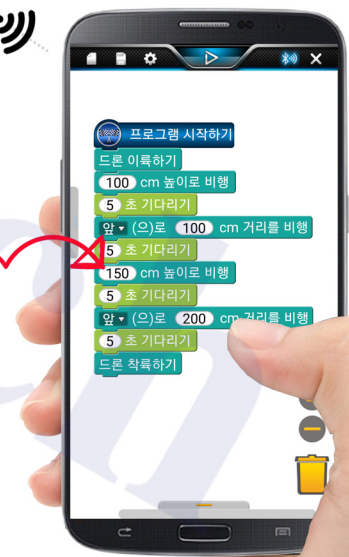 프로그램 시작하기
드론 이륙하기
100 cm 높이로 비행
5 초 기다리기
앞 (으)로 100 cm 거리를 비행
5 초 기다리기
150 cm 높이로 비행
5 초 기다리기
앞 (으)로 200 cm 거리를 비행
5 초 기다리기
드론 착륙하기